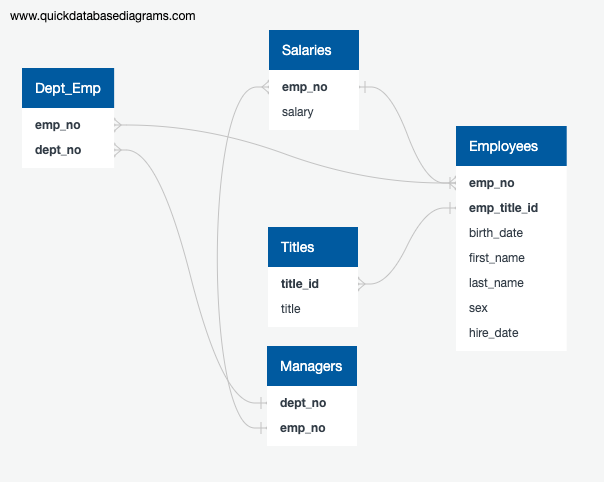 www.quickdatabasediagrams.com
Salaries
emp_no
salary
Dept_Emp
emp_no
dept_no
Employees
emp_no
emp_title_id
birth_date
first_name
last_name
sex
hire_date
Titles
title_id
title
Managers
dept_no
emp_no